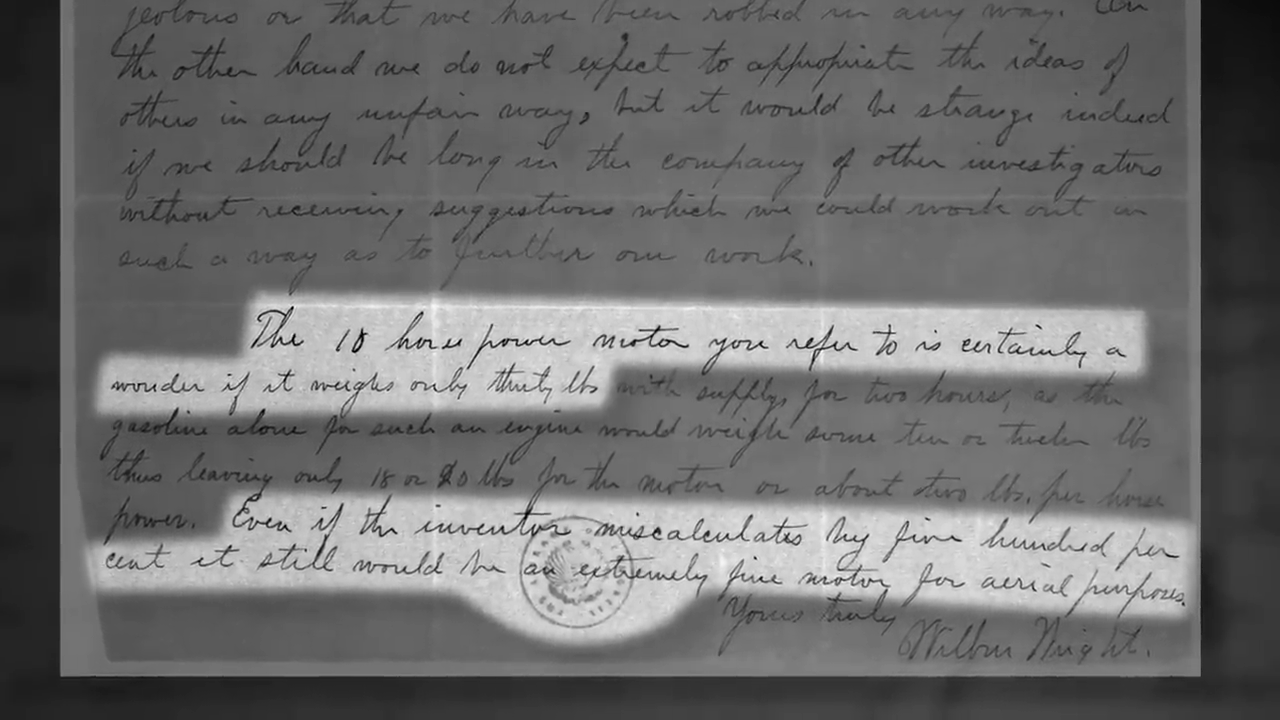 jealous or that we have been robbed in any way. On
the other hand we do not expect to appropriate the ideas of
others in any unfair way, but it would be strange indeed
if we should be long in the company of other investigators
without receiving suggestions which we could work out in
such a way as to further our work.
The 18 horse power motor you refer to is certainly a
wonder if it weighs only thirty lbs with supply, for two hours, as the
gasoline alone for such an engine would weigh some ten or twelve lbs
thus leaving only 18 or 20 lbs for the motor or about two lbs. per horse
power. Even if the inventor miscalculates by five hundred per
cent it still would be an extremely fine motor for aerial purposes.
Yours truly
Wilbur Wright.